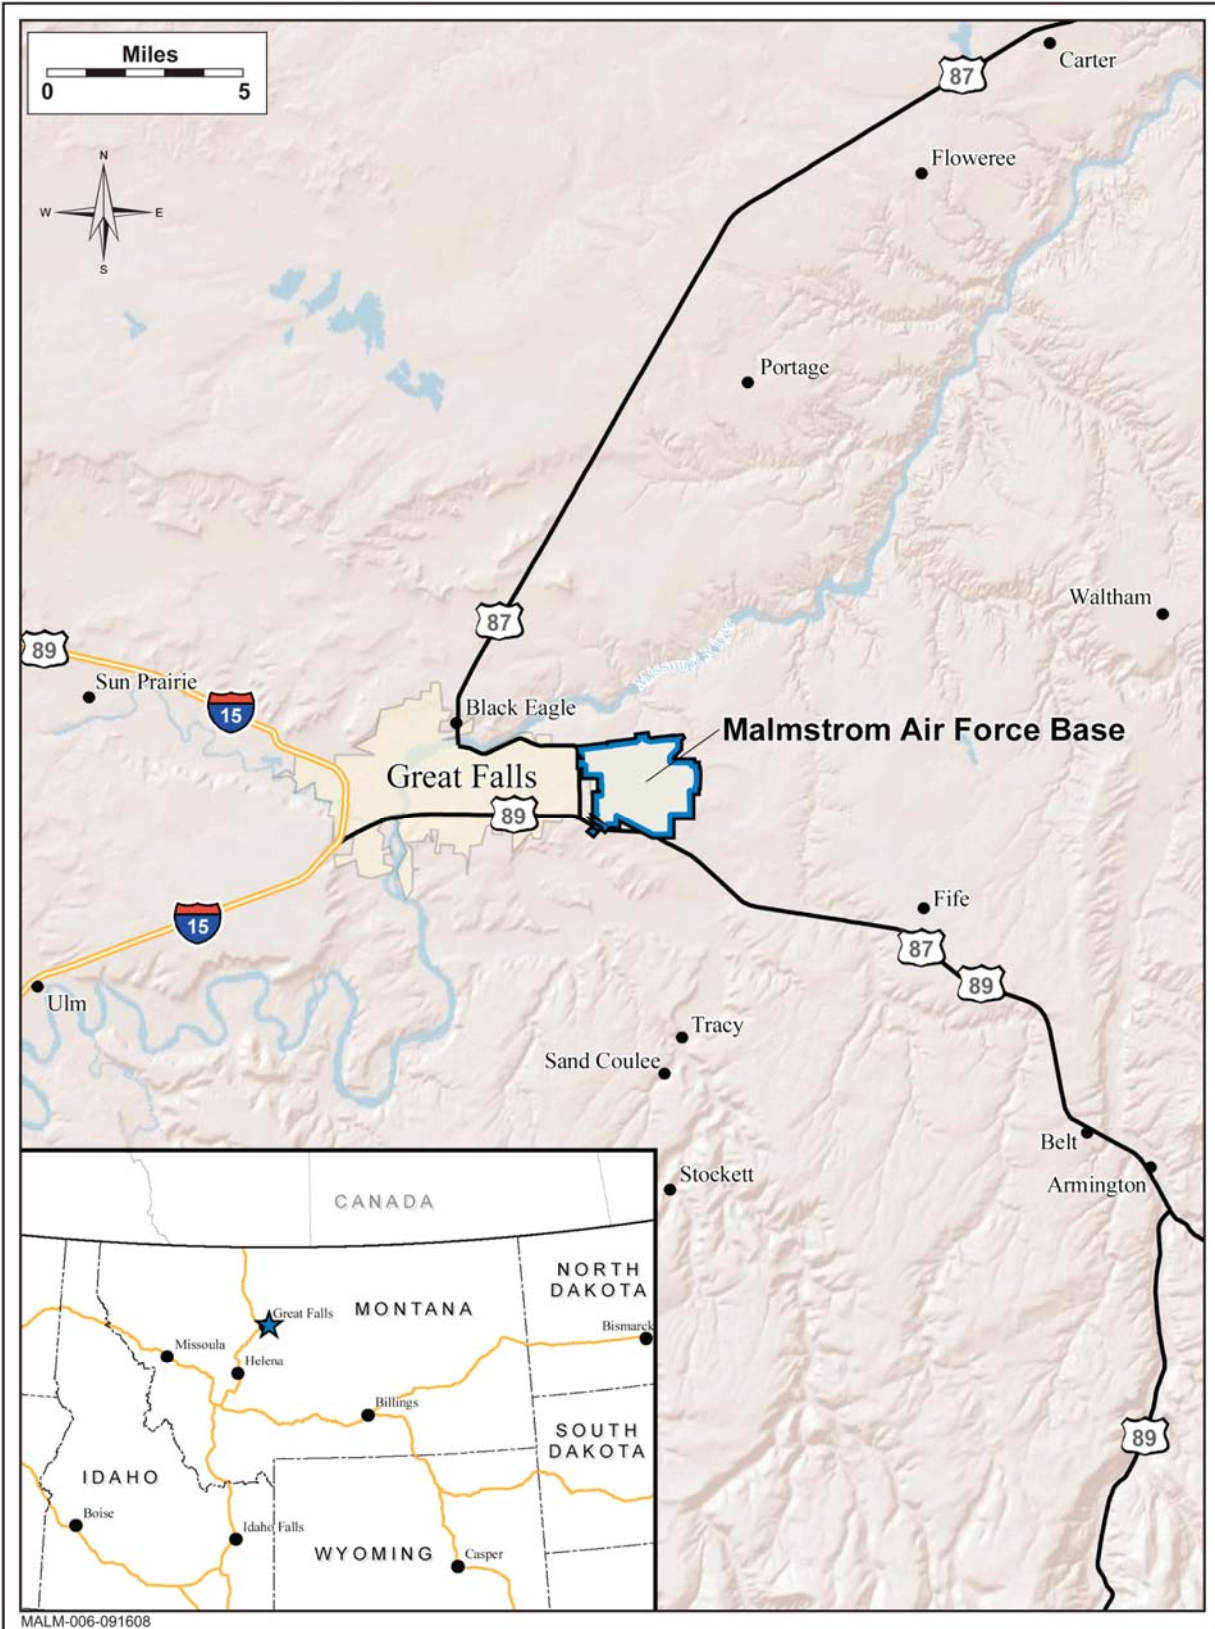 Miles
0 5
N
W E
S
87
Carter
Floweree
Portage
Waltham
87
89
Sun Prairie
15
Black Eagle
Missouri River
Malmstrom Air Force Base
Great Falls
89
15
Fife
87
89
Ulm
Tracy
Sand Coulee
Belt
Armington
Stockett
89
CANADA
NORTH
DAKOTA
MONTANA
Great Falls
Bismarck
Missoula
Helena
Billings
SOUTH
DAKOTA
IDAHO
Boise
Idaho Falls
WYOMING
Casper
MALM-006-091608